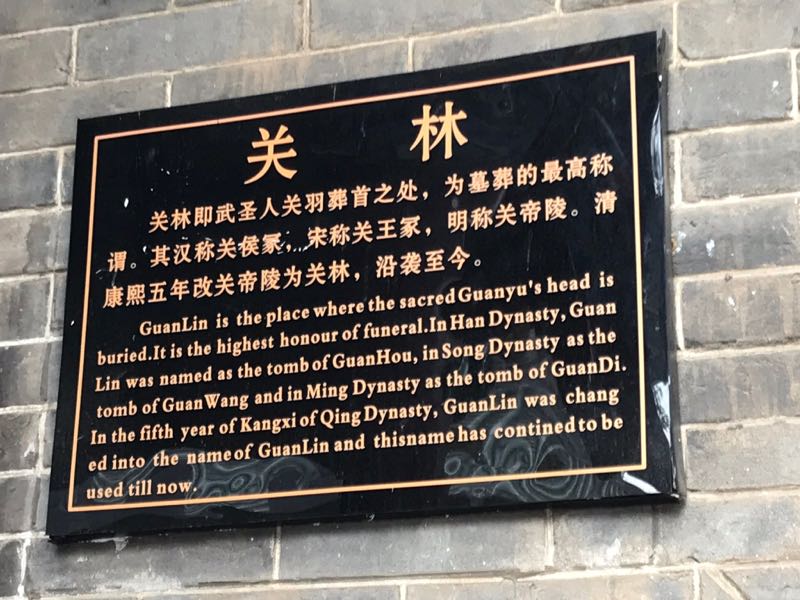 关林
关林即武圣人关羽葬首之处，为墓葬的最高称
谓。其汉称关侯冢，宋称关王冢，明称关帝陵。清
康熙五年改关帝陵为关林，沿袭至今。
GuanLin is the place where the sacred Guanyu's head is
buried.It is the highest honour of funeral.In Han Dynasty, Guan
Lin was named as the tomb of GuanHou, in Song Dynasty as the
tomb of GuanWang and in Ming Dynasty as the tomb of GuanDi.
In the fifth year of Kangxi of Qing Dynasty, GuanLin was chang
ed into the name of GuanLin and thisname has contined to be
used till now.